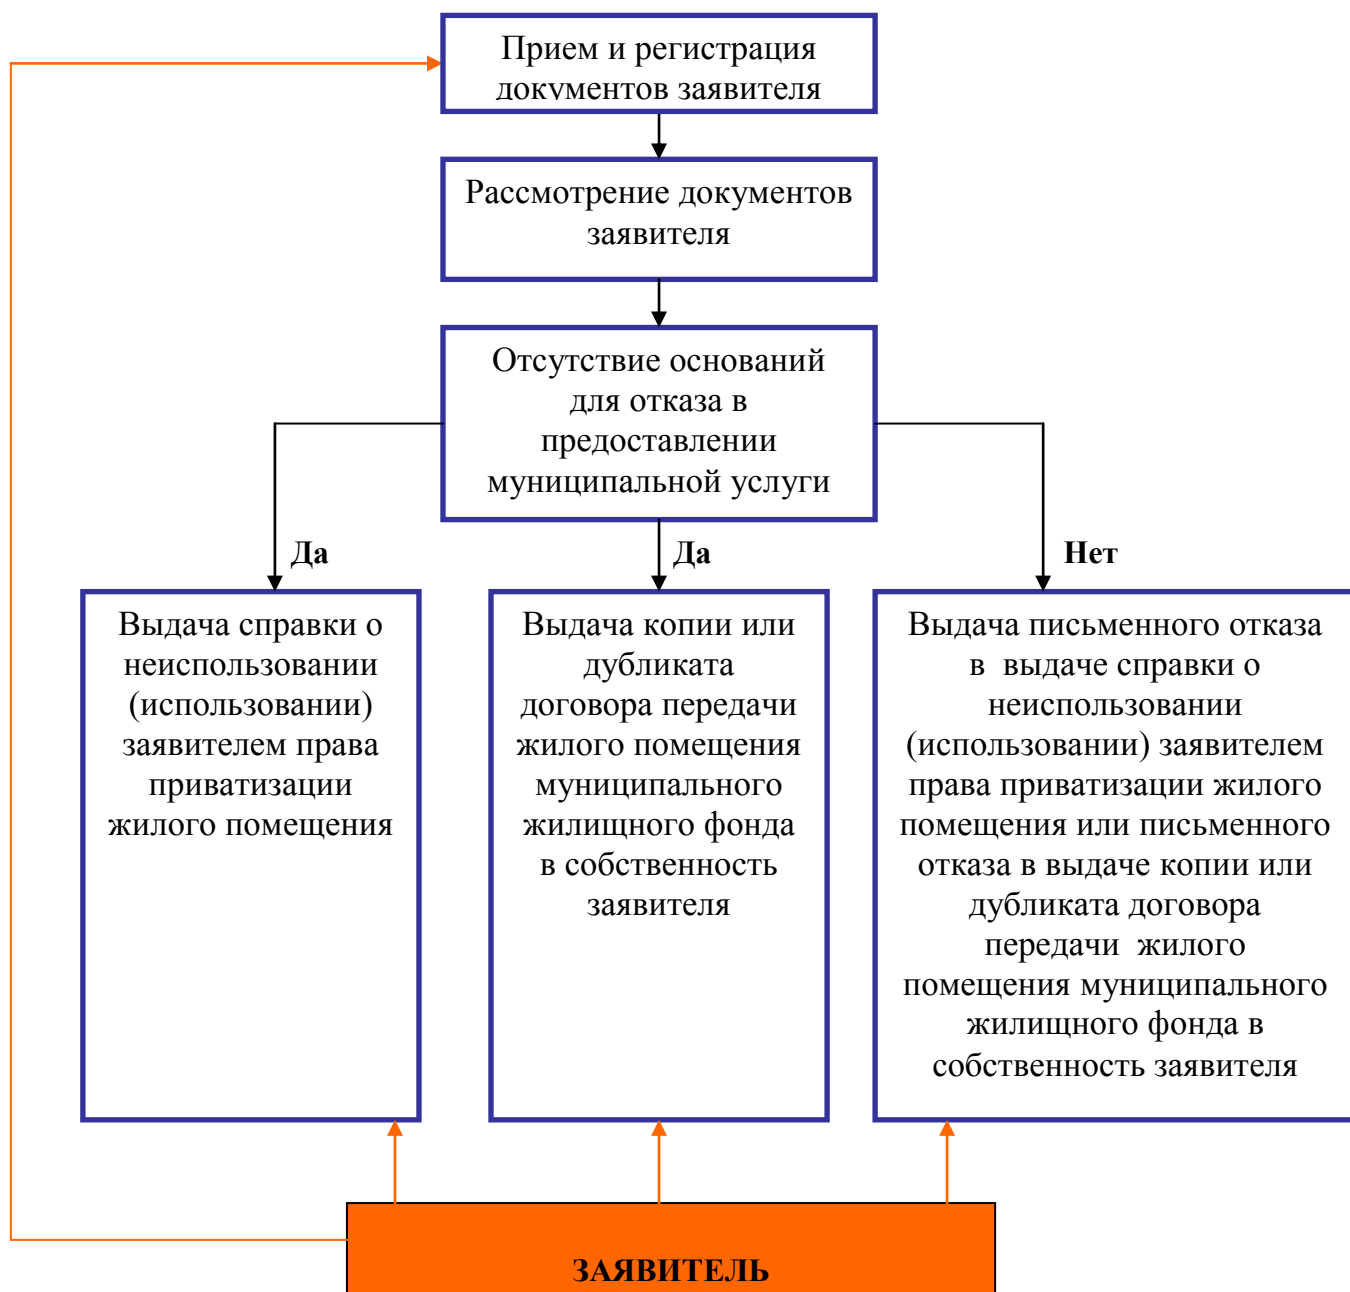 Прием и регистрация
документов заявителя
Рассмотрение документов
заявителя
Отсутствие оснований
для отказа в
предоставлении
муниципальной услуги
Да
Да
Нет
Выдача справки о
неиспользовании
(использовании)
заявителем права
приватизации
жилого помещения
Выдача копии или
дубликата
договора передачи
жилого помещения
муниципального
жилищного фонда
в собственность
заявителя
Выдача письменного отказа
в выдаче справки о
неиспользовании
(использовании) заявителем
права приватизации жилого
помещения или письменного
отказа в выдаче копии или
дубликата договора
передачи жилого
помещения муниципального
жилищного фонда в
собственность заявителя
ЗАЯВИТЕЛЬ